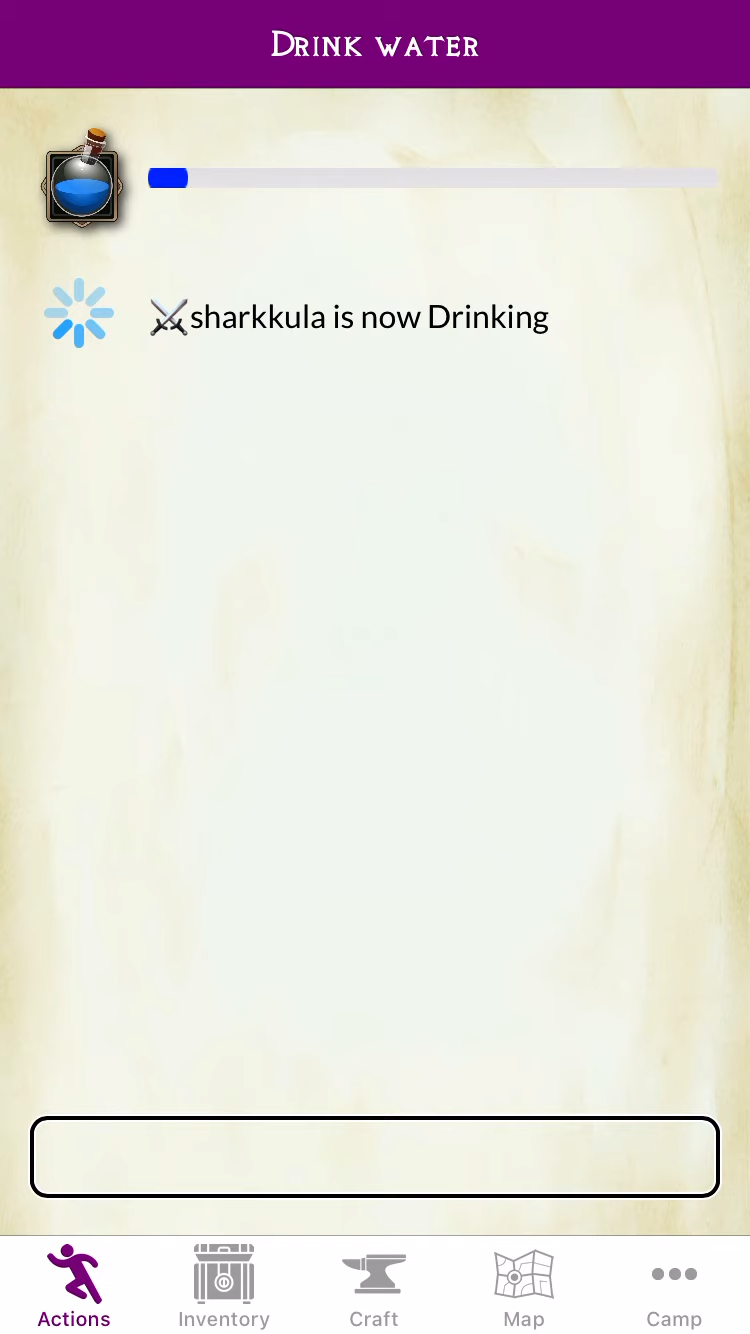 Drink water
⚔sharkkula is now Drinking
Actions
Inventory
Craft
Map
Camp